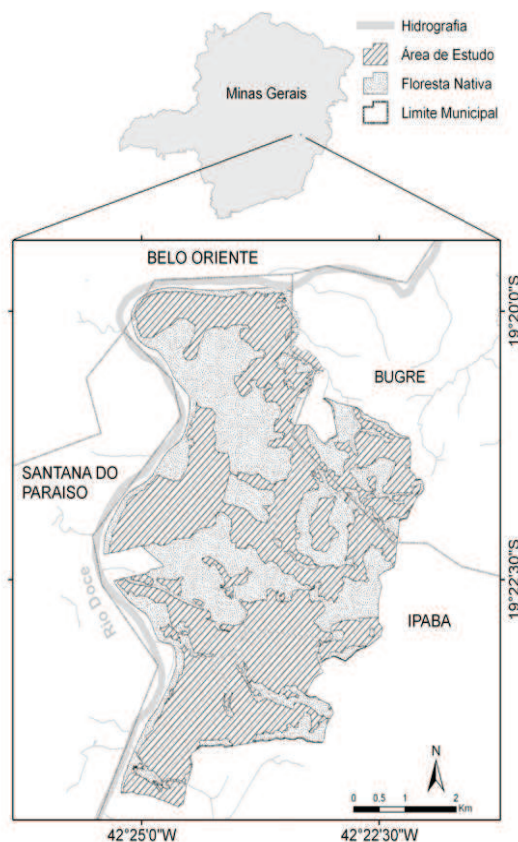 Hidrografia
Área de Estudo
Floresta Nativa
Limite Municipal
Minas Gerais
BELO ORIENTE
19°20'0"S
BUGRE
SANTANA DO
PARAISO
19°22'30"S
Rio Doce
IPABA
N
0 0.5 1 2
Km
42°25'0"W 42°22'30"W